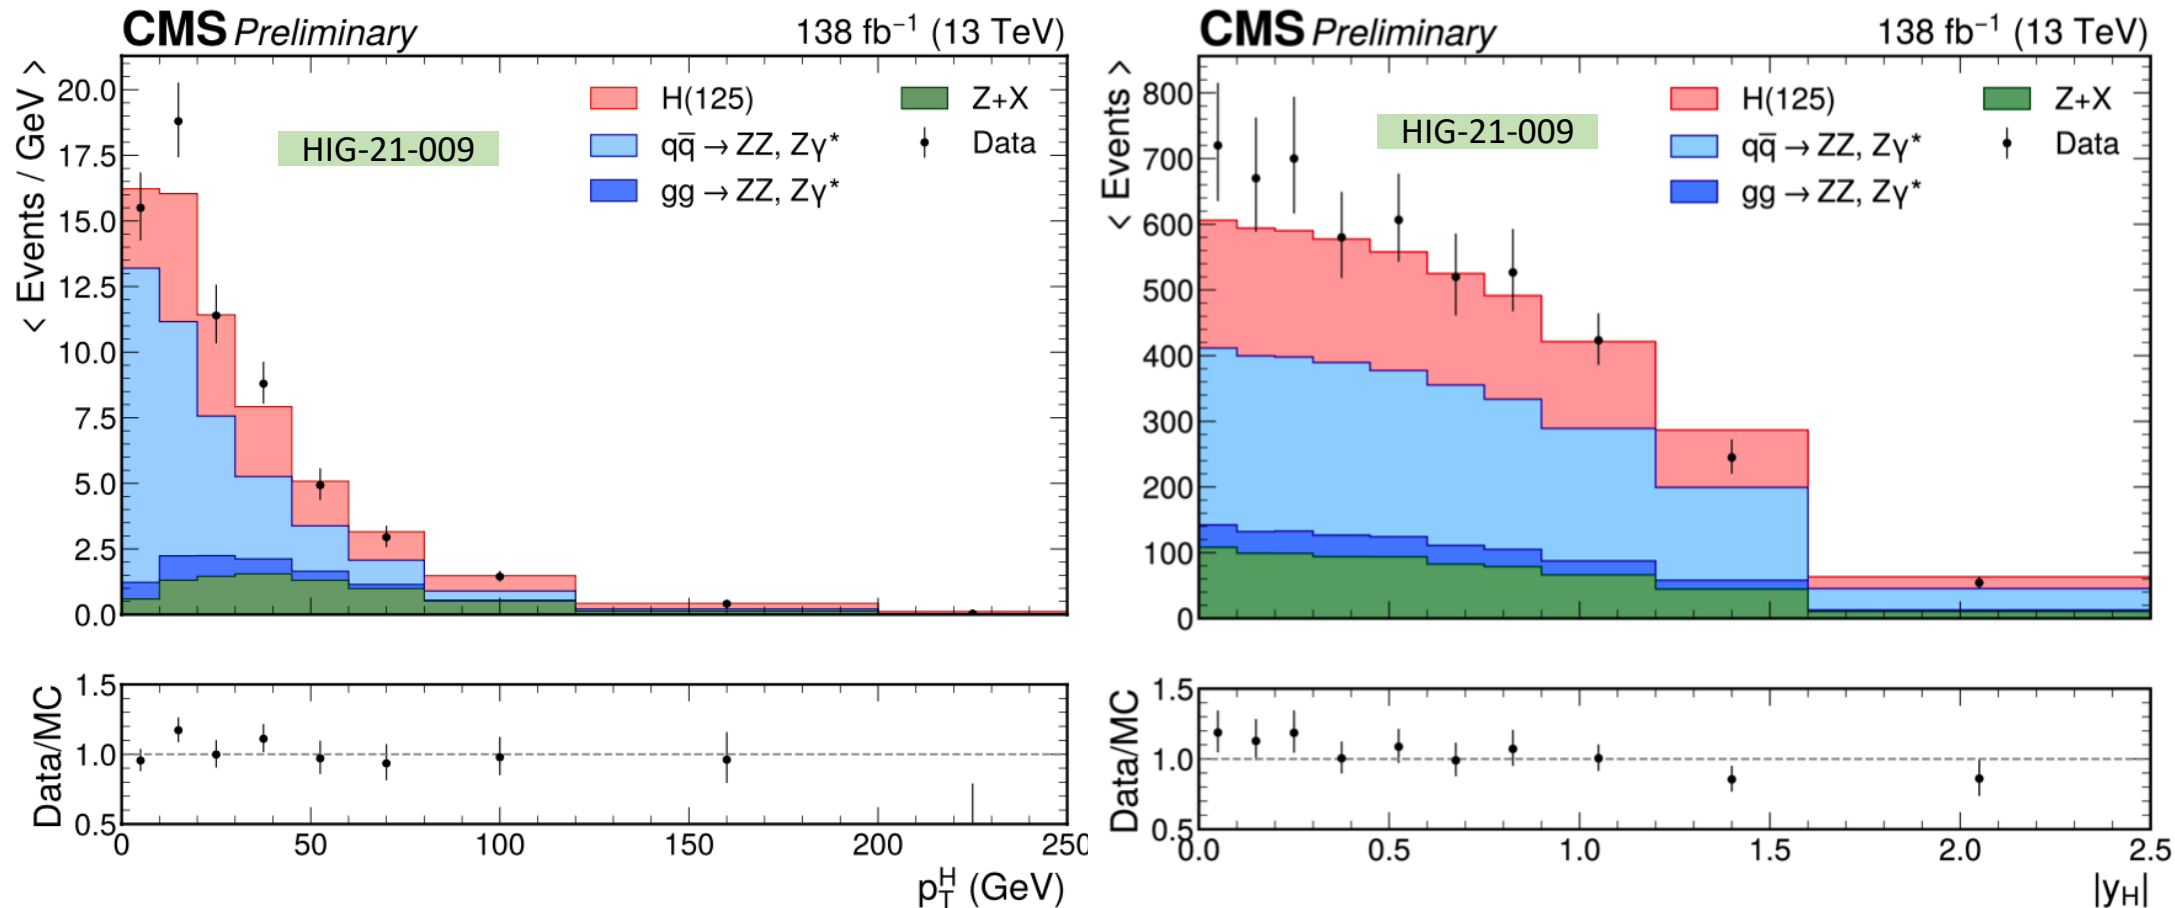 CMS Preliminary 138 fb⁻¹ (13 TeV)
< Events / GeV >
20.0
17.5
15.0
12.5
10.0
7.5
5.0
2.5
0.0
HIG-21-009
H(125)
qq̅ → ZZ, Zγ*
gg → ZZ, Zγ*
Z+X
Data
Data/MC
1.5
1.0
0.5
0 50 100 150 200 250
p_T^H (GeV)
CMS Preliminary 138 fb⁻¹ (13 TeV)
< Events >
800
700
600
500
400
300
200
100
0
HIG-21-009
H(125)
qq̅ → ZZ, Zγ*
gg → ZZ, Zγ*
Z+X
Data
Data/MC
1.5
1.0
0.5
0.0 0.5 1.0 1.5 2.0 2.5
|y_H|